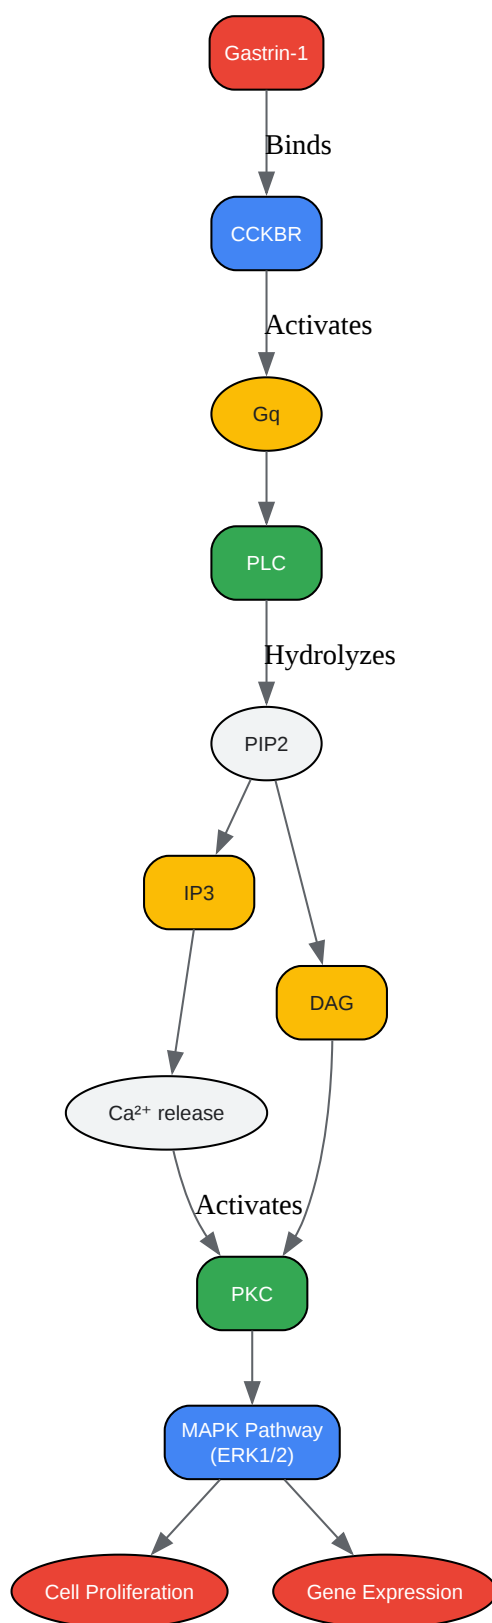 Gastrin-1
Binds
CCKBR
Activates
Gq
PLC
Hydrolyzes
PIP2
IP3
DAG
Ca²⁺ release
Activates
PKC
MAPK Pathway
(ERK1/2)
Cell Proliferation
Gene Expression